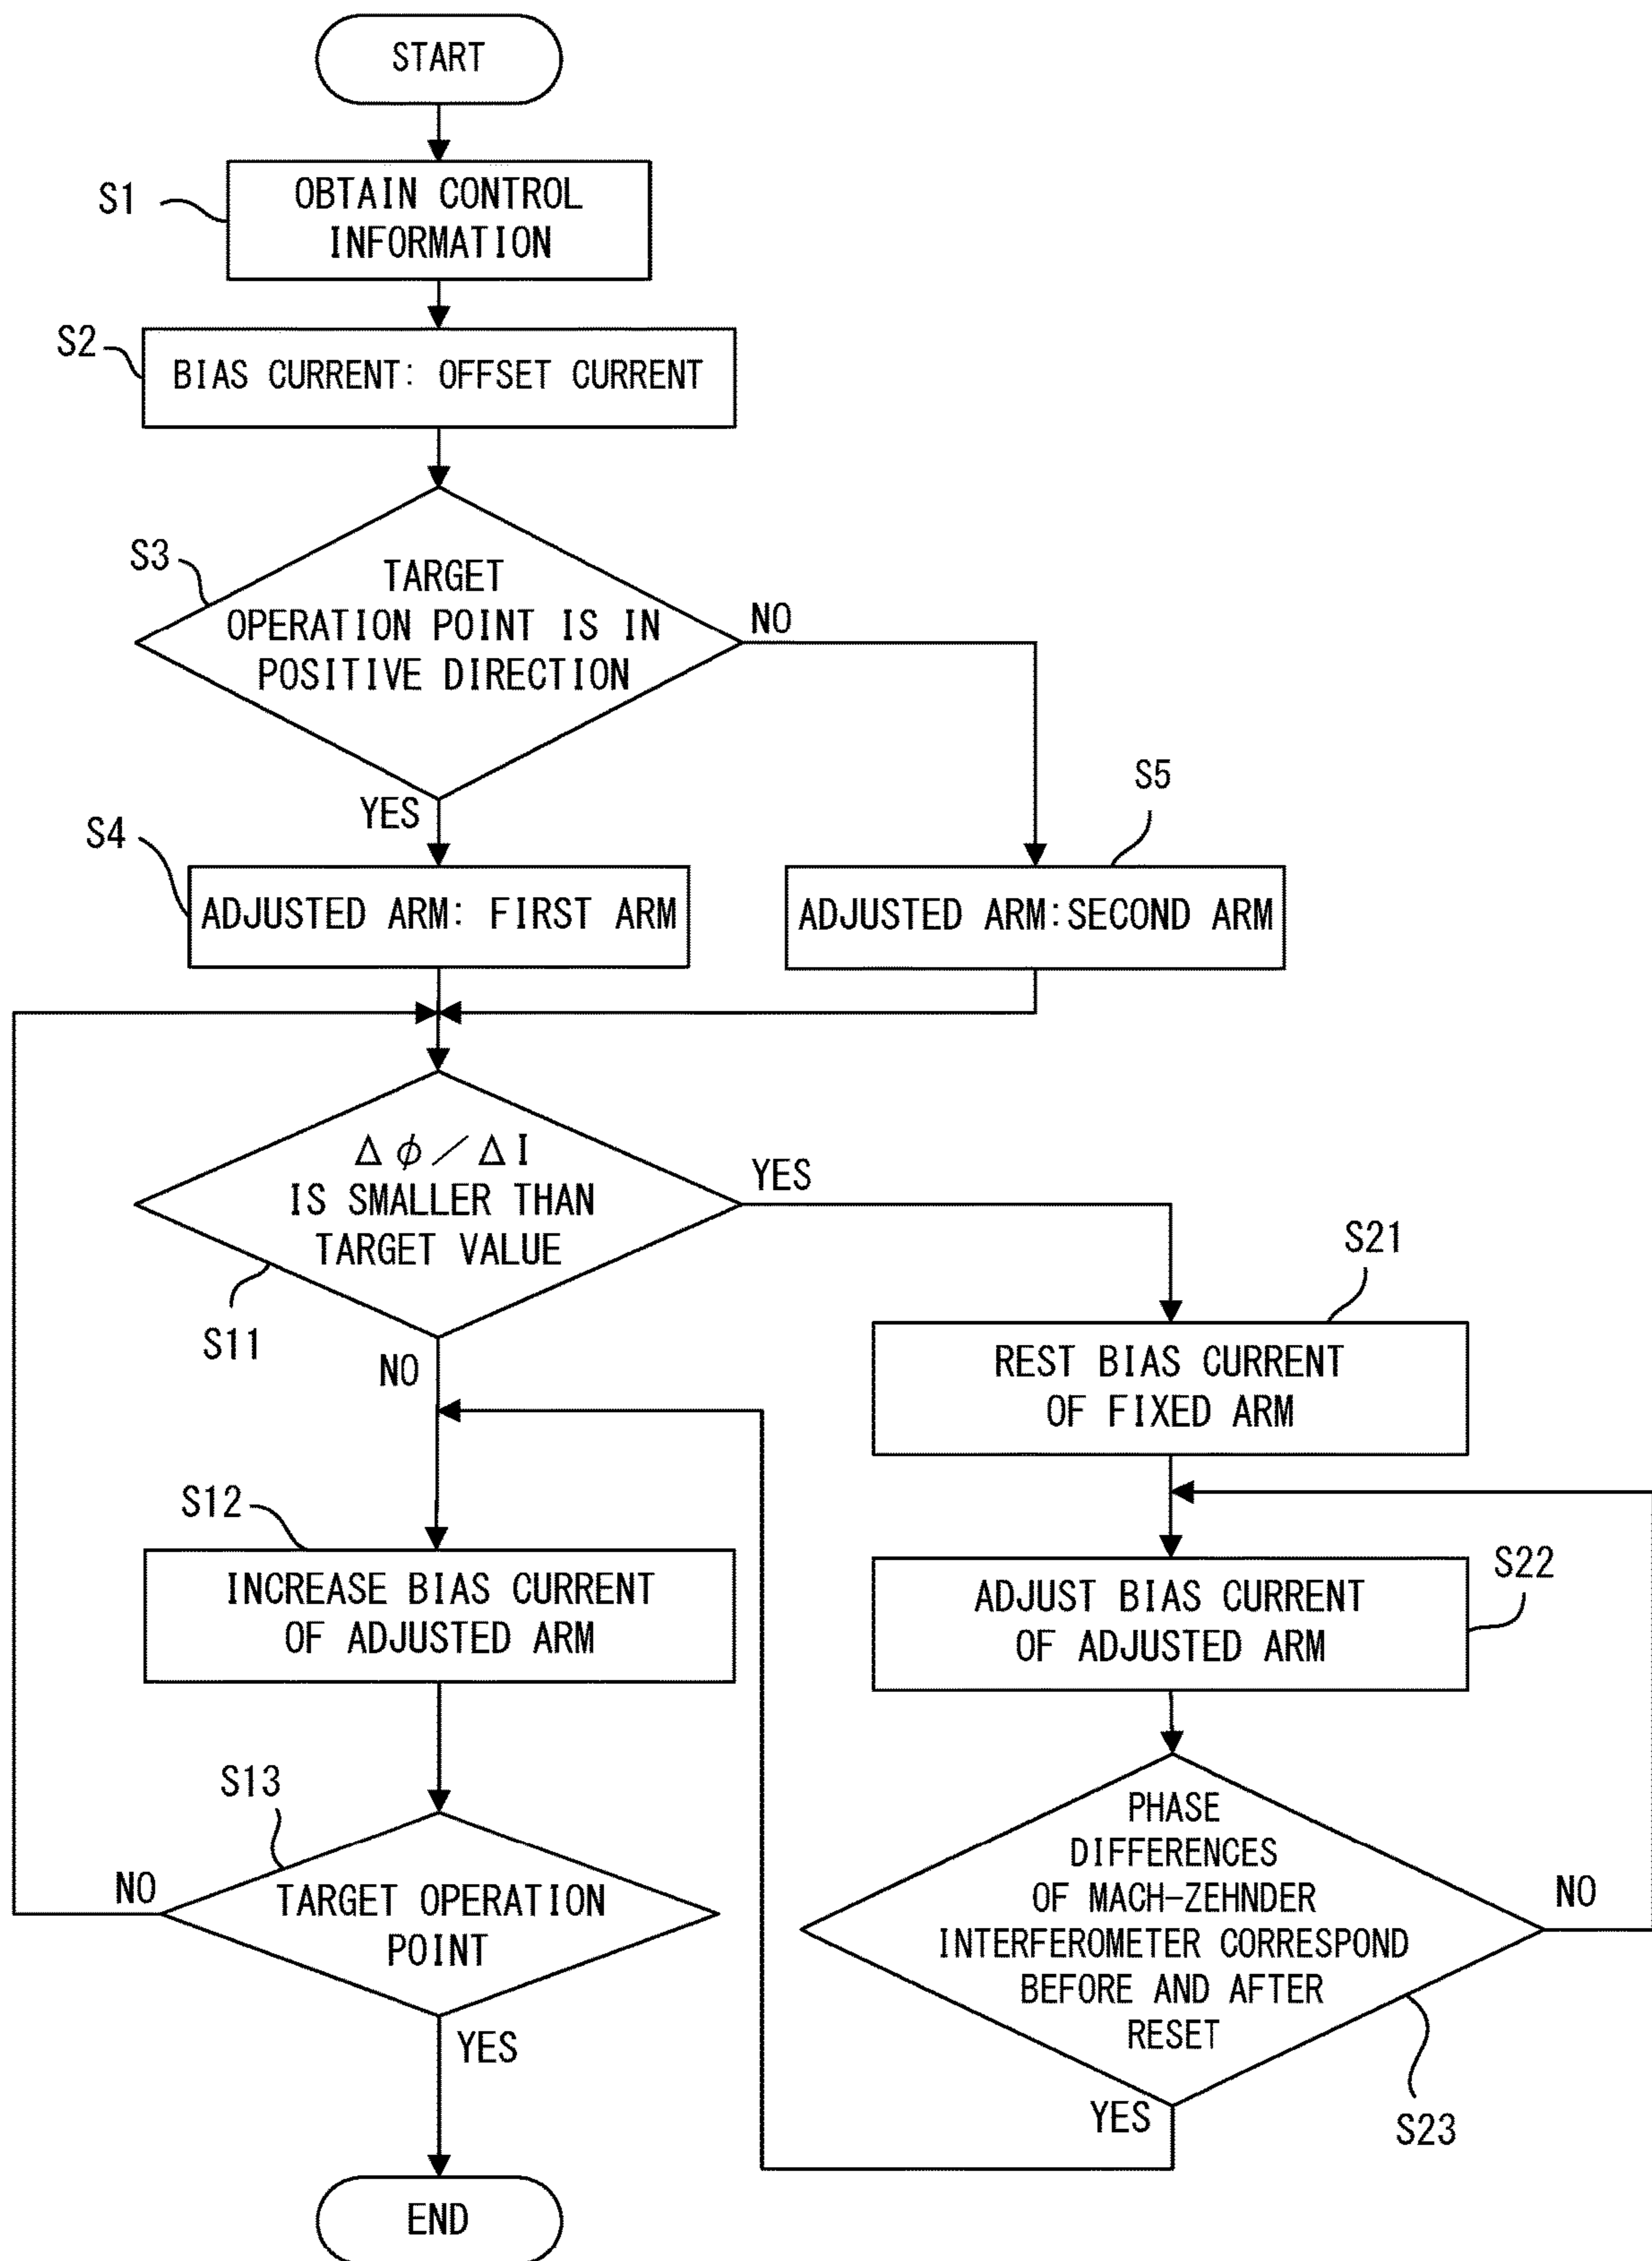 START
S1
OBTAIN CONTROL
INFORMATION
S2
BIAS CURRENT: OFFSET CURRENT
S3
TARGET
OPERATION POINT IS IN
POSITIVE DIRECTION
NO
YES
S4
ADJUSTED ARM: FIRST ARM
S5
ADJUSTED ARM:SECOND ARM
Δφ/ΔI
IS SMALLER THAN
TARGET VALUE
YES
S11
NO
S21
REST BIAS CURRENT
OF FIXED ARM
S12
INCREASE BIAS CURRENT
OF ADJUSTED ARM
S22
ADJUST BIAS CURRENT
OF ADJUSTED ARM
S13
TARGET OPERATION
POINT
NO
YES
PHASE
DIFFERENCES
OF MACH-ZEHNDER
INTERFEROMETER CORRESPOND
BEFORE AND AFTER
RESET
NO
YES
S23
END